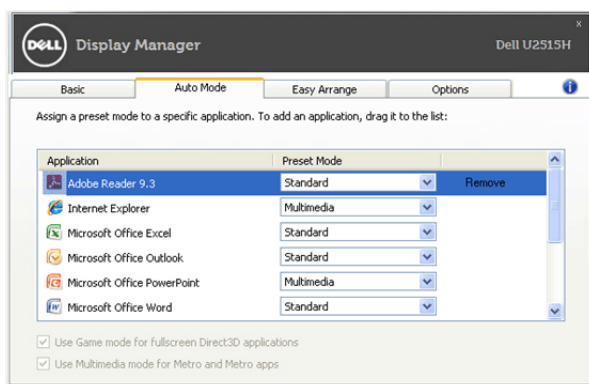 x
DELL Display Manager Dell U2515H
Basic Auto Mode Easy Arrange Options i
Assign a preset mode to a specific application. To add an application, drag it to the list:
Application Preset Mode
Adobe Reader 9.3 Standard Remove
Internet Explorer Multimedia
Microsoft Office Excel Standard
Microsoft Office Outlook Standard
Microsoft Office PowerPoint Multimedia
Microsoft Office Word Standard
Use Game mode for fullscreen Direct3D applications
Use Multimedia mode for Metro and Metro apps